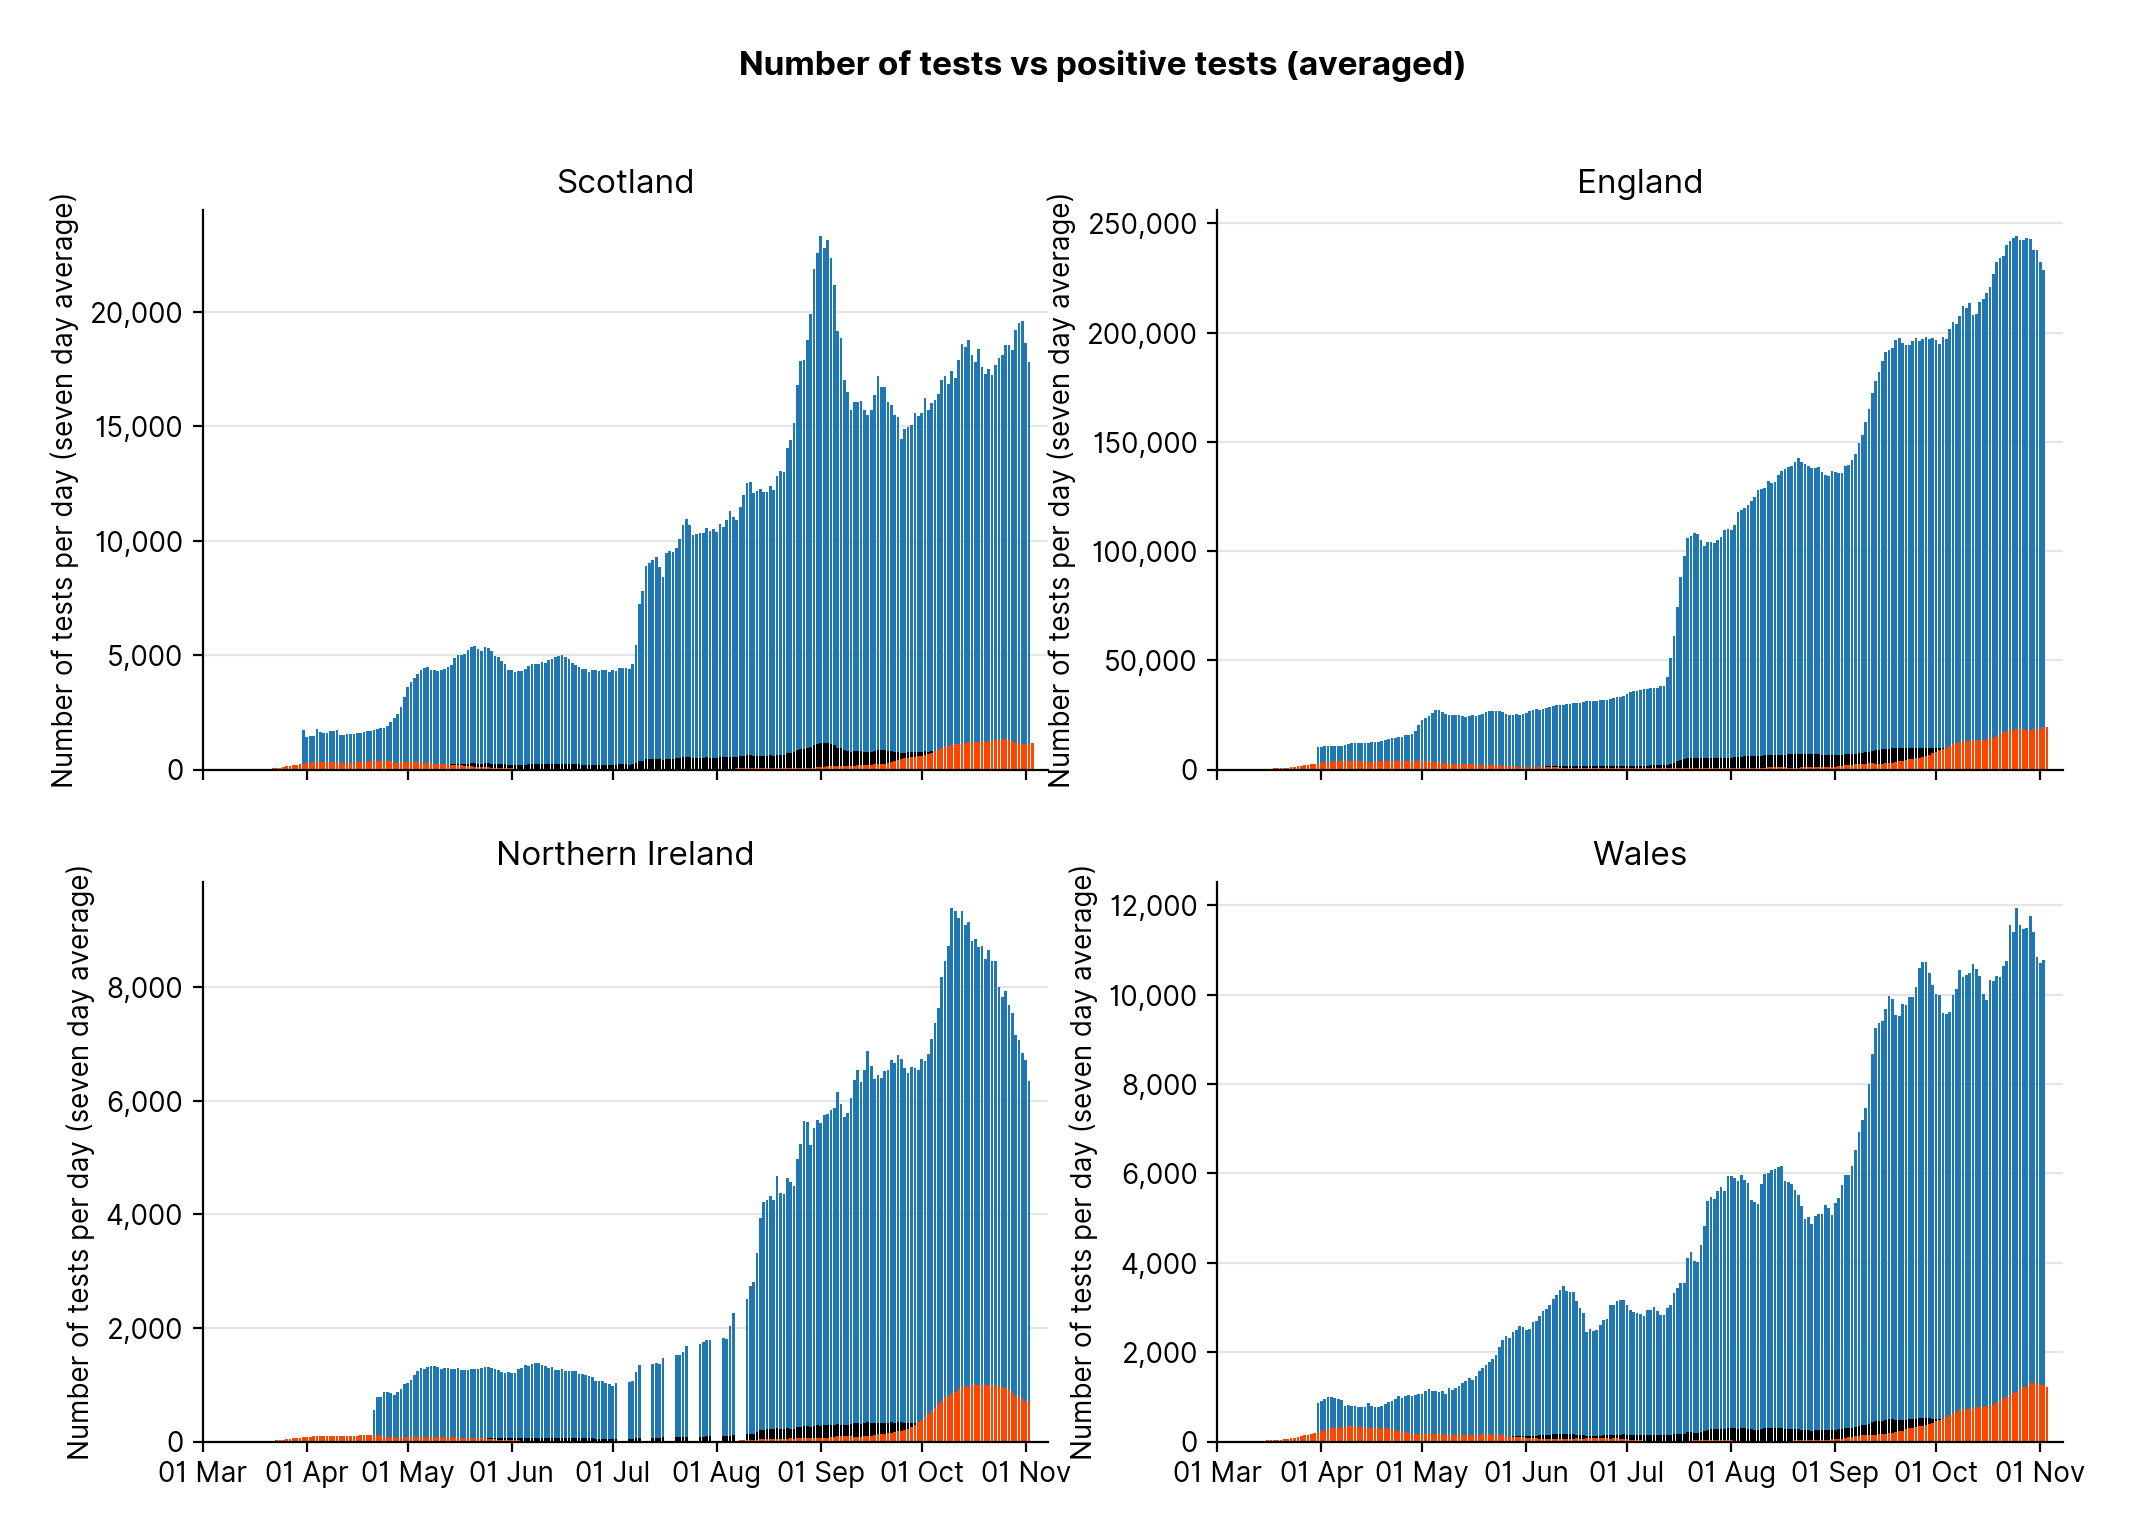 Number of tests vs positive tests (averaged)
Scotland
Number of tests per day (seven day average)
20,000
15,000
10,000
5,000
0
England
Number of tests per day (seven day average)
250,000
200,000
150,000
100,000
50,000
0
Northern Ireland
Number of tests per day (seven day average)
8,000
6,000
4,000
2,000
0
01 Mar 01 Apr 01 May 01 Jun 01 Jul 01 Aug 01 Sep 01 Oct 01 Nov
Wales
Number of tests per day (seven day average)
12,000
10,000
8,000
6,000
4,000
2,000
0
01 Mar 01 Apr 01 May 01 Jun 01 Jul 01 Aug 01 Sep 01 Oct 01 Nov